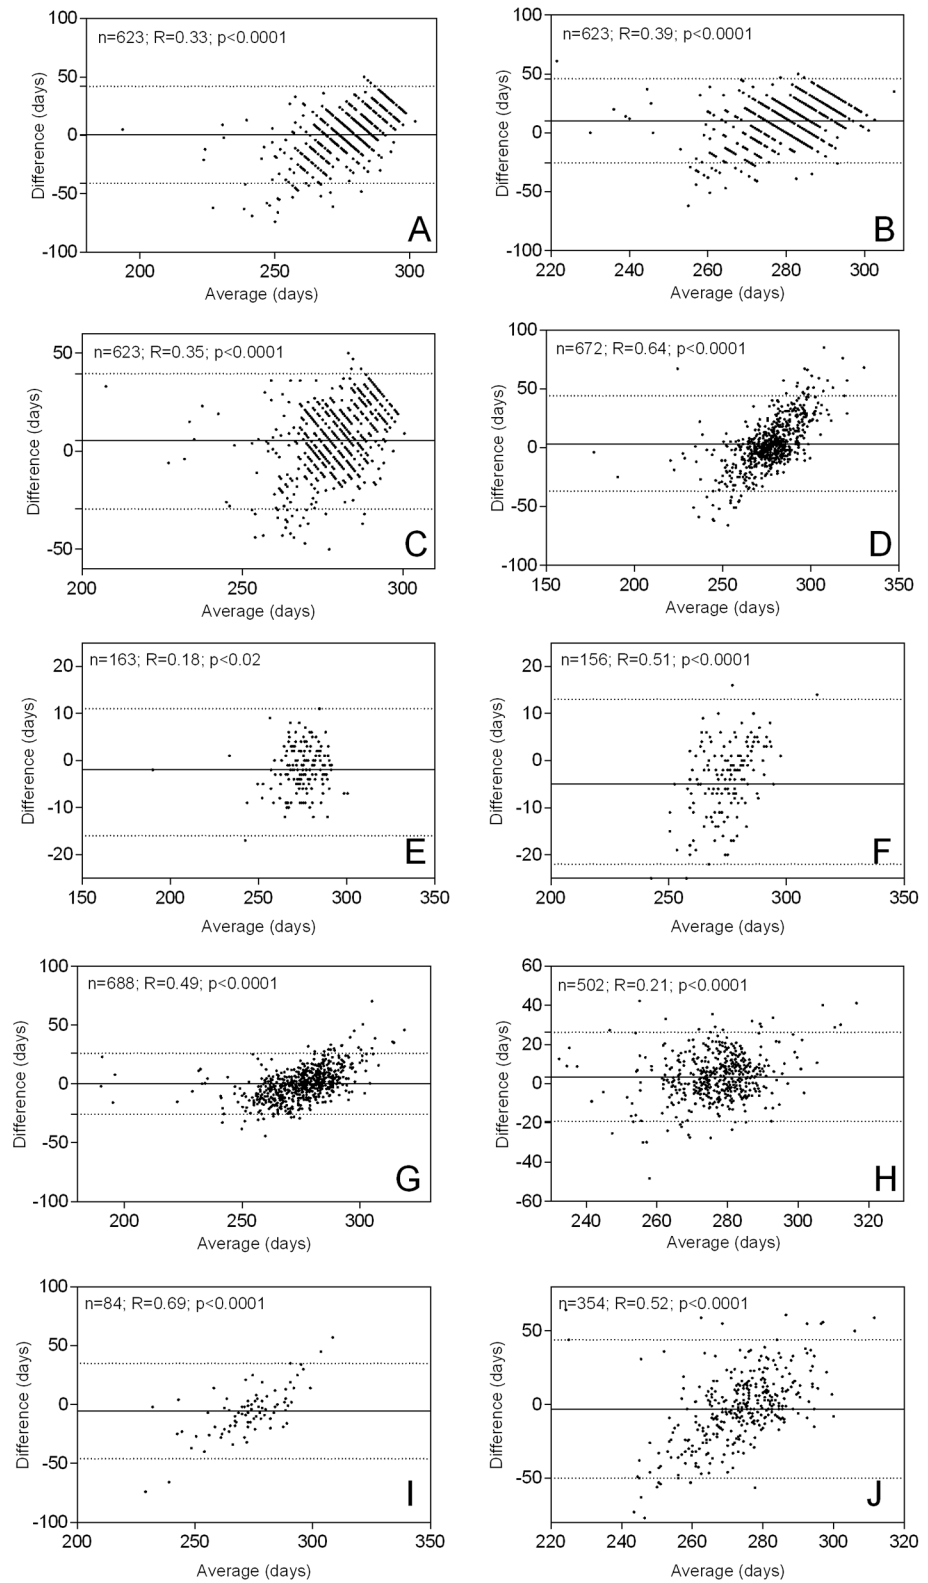 n=623; R=0.33; p<0.0001
100
50
0
-50
-100
Difference (days)
200
250
300
Average (days)
A
n=623; R=0.39; p<0.0001
100
50
0
-50
-100
Difference (days)
220
240
260
280
300
Average (days)
B
n=623; R=0.35; p<0.0001
50
0
-50
Difference (days)
200
250
300
Average (days)
C
n=672; R=0.64; p<0.0001
100
50
0
-50
-100
Difference (days)
150
200
250
300
350
Average (days)
D
n=163; R=0.18; p<0.02
20
10
0
-10
-20
Difference (days)
150
200
250
300
350
Average (days)
E
n=156; R=0.51; p<0.0001
20
10
0
-10
-20
Difference (days)
200
250
300
350
Average (days)
F
n=688; R=0.49; p<0.0001
100
50
0
-50
-100
Difference (days)
200
250
300
Average (days)
G
n=502; R=0.21; p<0.0001
60
40
20
0
-20
-40
-60
Difference (days)
240
260
280
300
320
Average (days)
H
n=84; R=0.69; p<0.0001
100
50
0
-50
-100
Difference (days)
200
250
300
350
Average (days)
I
n=354; R=0.52; p<0.0001
50
0
-50
Difference (days)
220
240
260
280
300
320
Average (days)
J